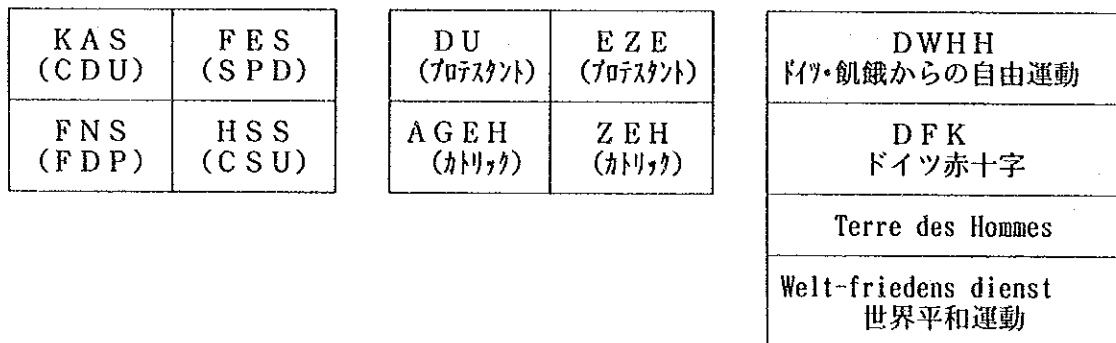 KAS
(CDU)
FES
(SPD)
FNS
(FDP)
HSS
(CSU)
DU
(プロテスタント)
EZE
(プロテスタント)
AGEH
(カトリック)
ZEH
(カトリック)
DWHH
ドイツ・飢餓からの自由運動
DFK
ドイツ赤十字
Terre des Hommes
Welt-friedens dienst
世界平和運動